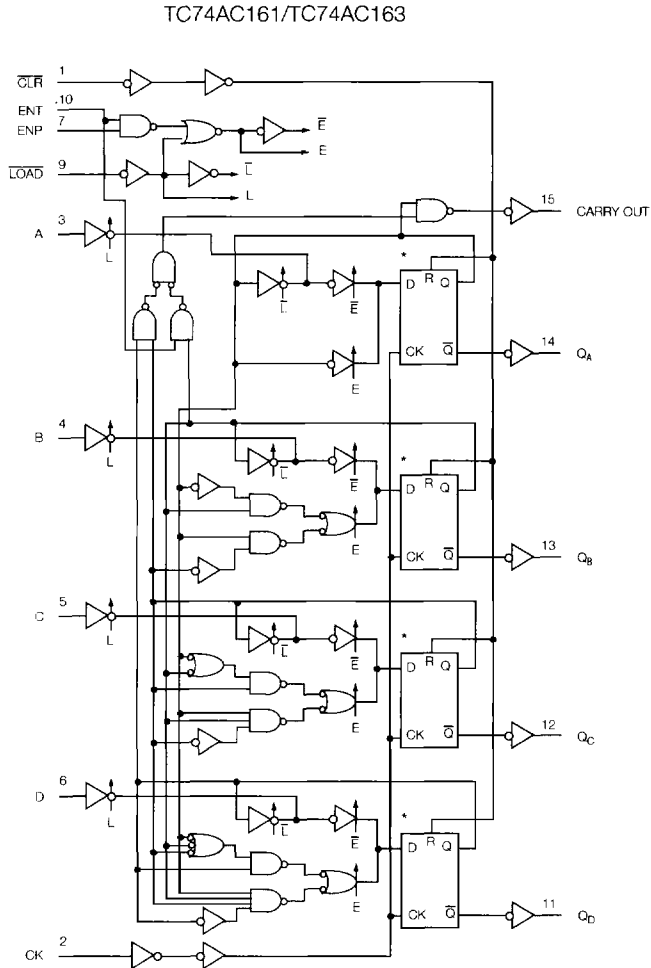 TC74AC161/TC74AC163
CLR 1
ENT 10
ENP 7
E
E
LOAD 9
L
L
A 3
L
15 CARRY OUT
*
L
E
D R Q
CK Q
14 QA
E
B 4
L
*
L
E
D R Q
E
CK Q
13 QB
C 5
L
*
L
E
D R Q
E
CK Q
12 QC
D 6
L
*
L
E
D R Q
E
CK Q
11 QD
CK 2